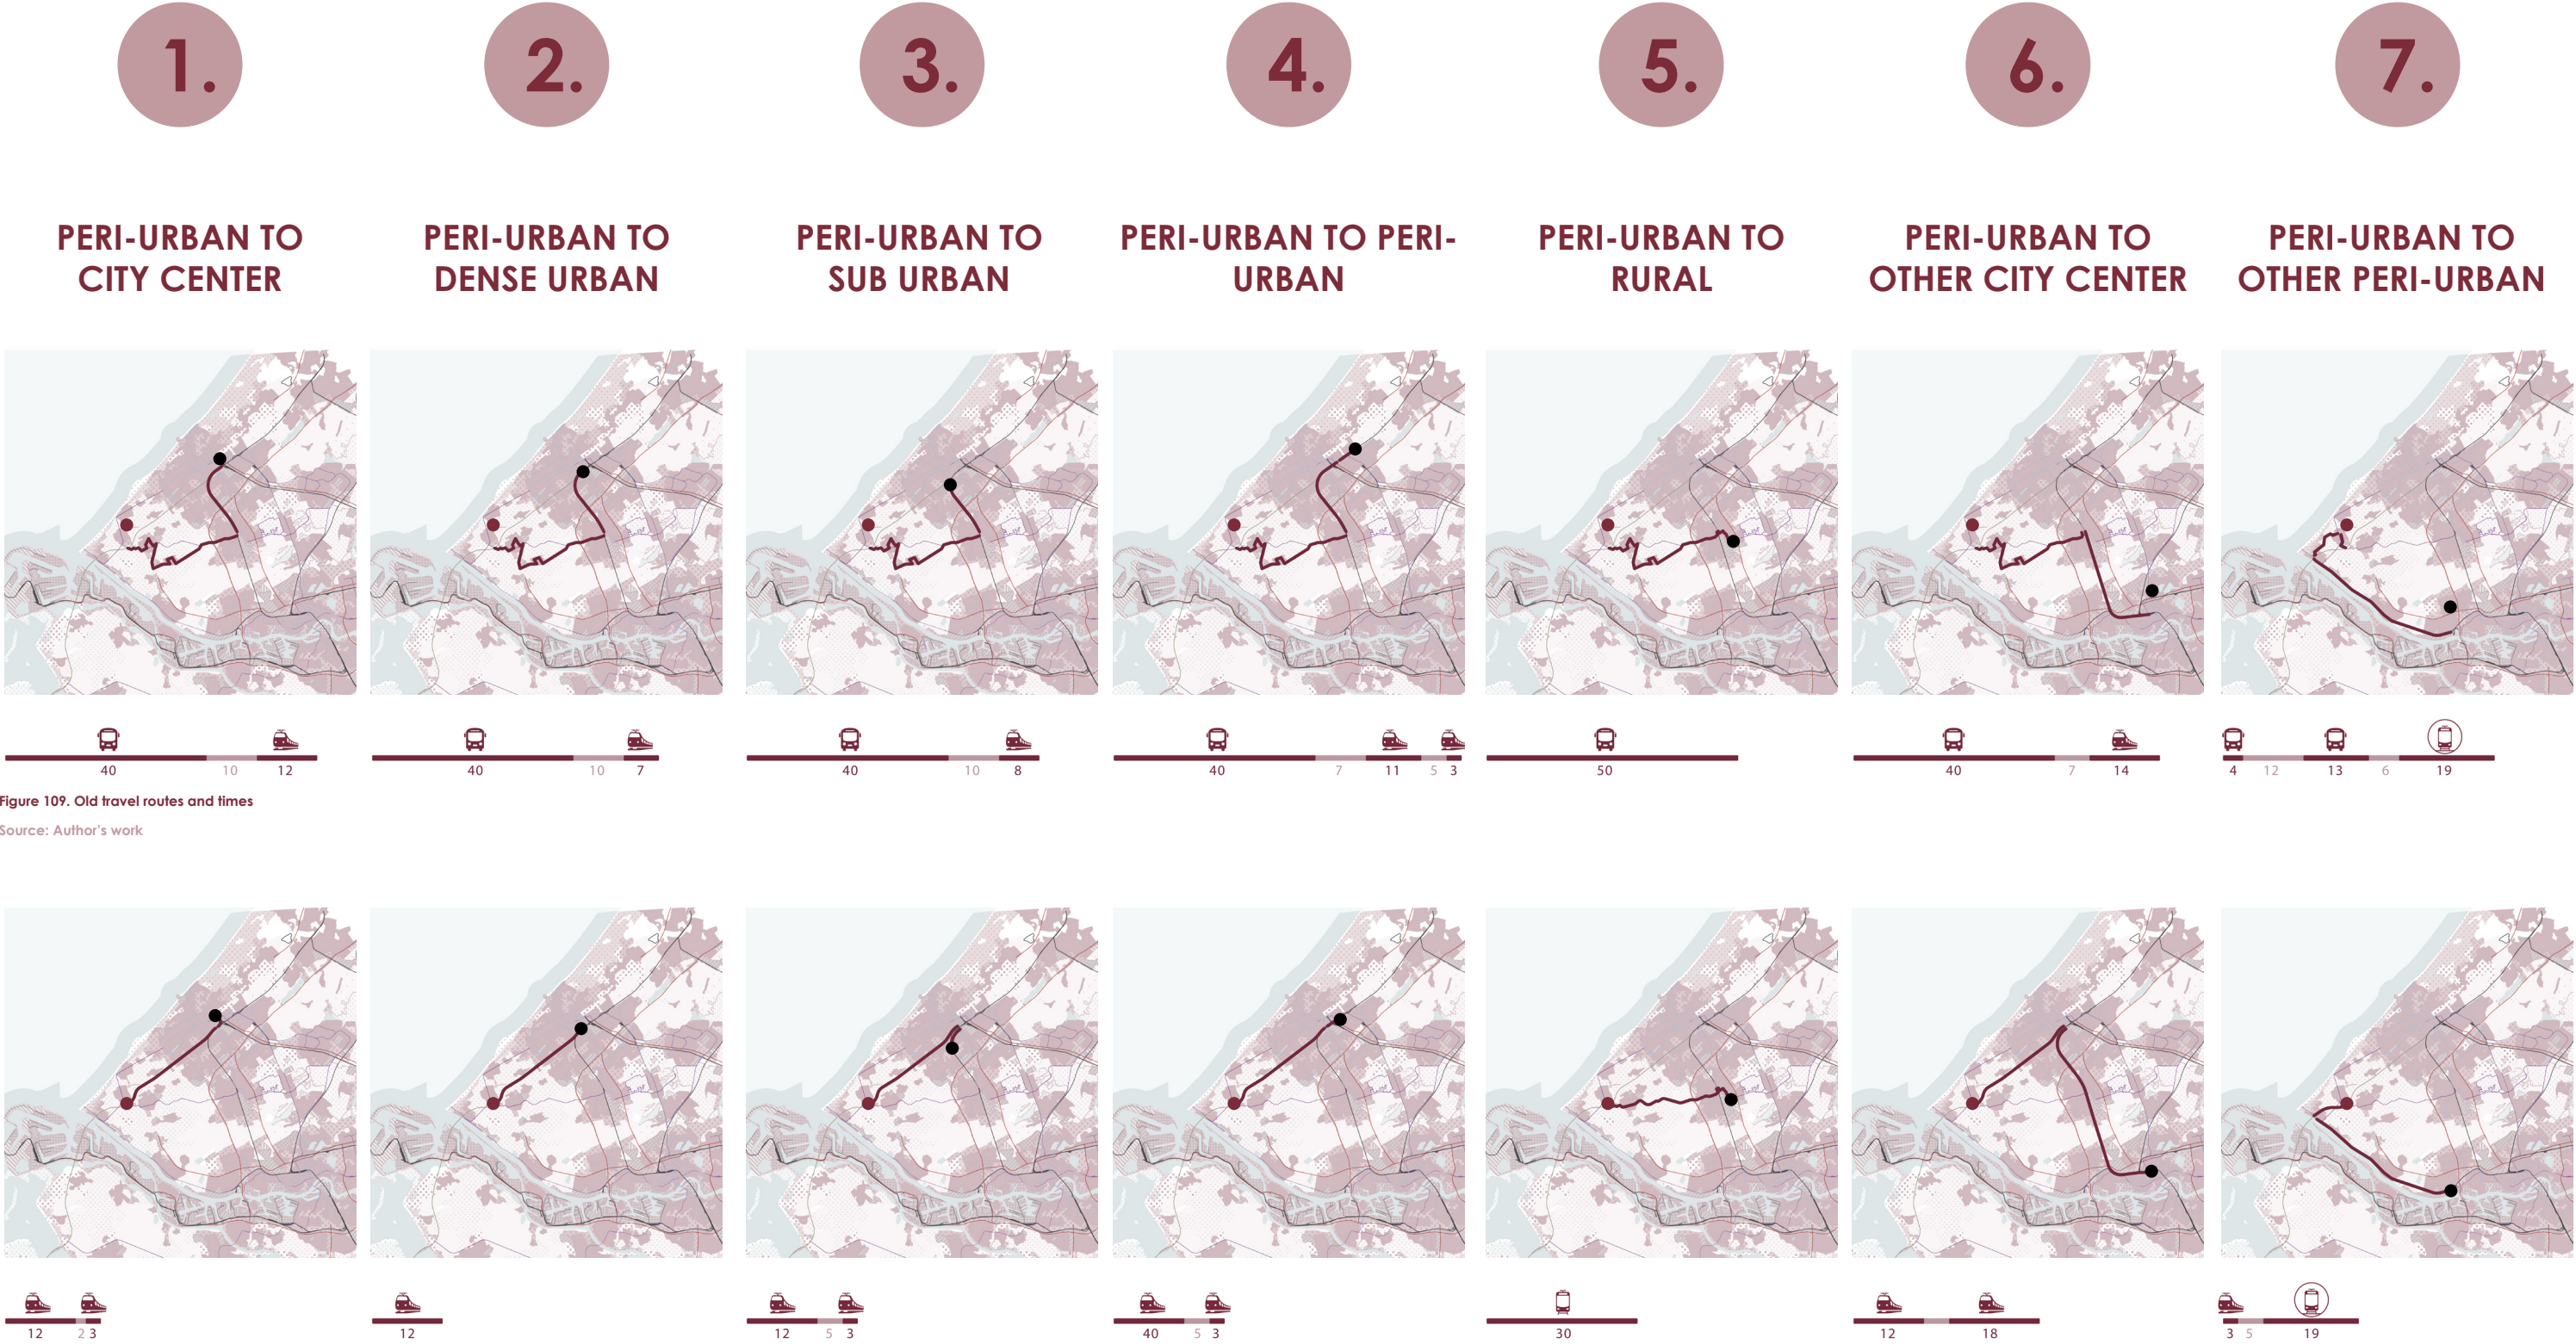 1.
2.
3.
4.
5.
6.
7.
PERI-URBAN TO
CITY CENTER
PERI-URBAN TO
DENSE URBAN
PERI-URBAN TO
SUB URBAN
PERI-URBAN TO PERI-
URBAN
PERI-URBAN TO
RURAL
PERI-URBAN TO
OTHER CITY CENTER
PERI-URBAN TO
OTHER PERI-URBAN
40 10 12
40 10 7
40 10 8
40 7 11 5 3
50
40 7 14
4 12 13 6 19
Figure 109. Old travel routes and times
Source: Author's work
12 2 3
12
12 5 3
40 5 3
30
12 18
3 5 19